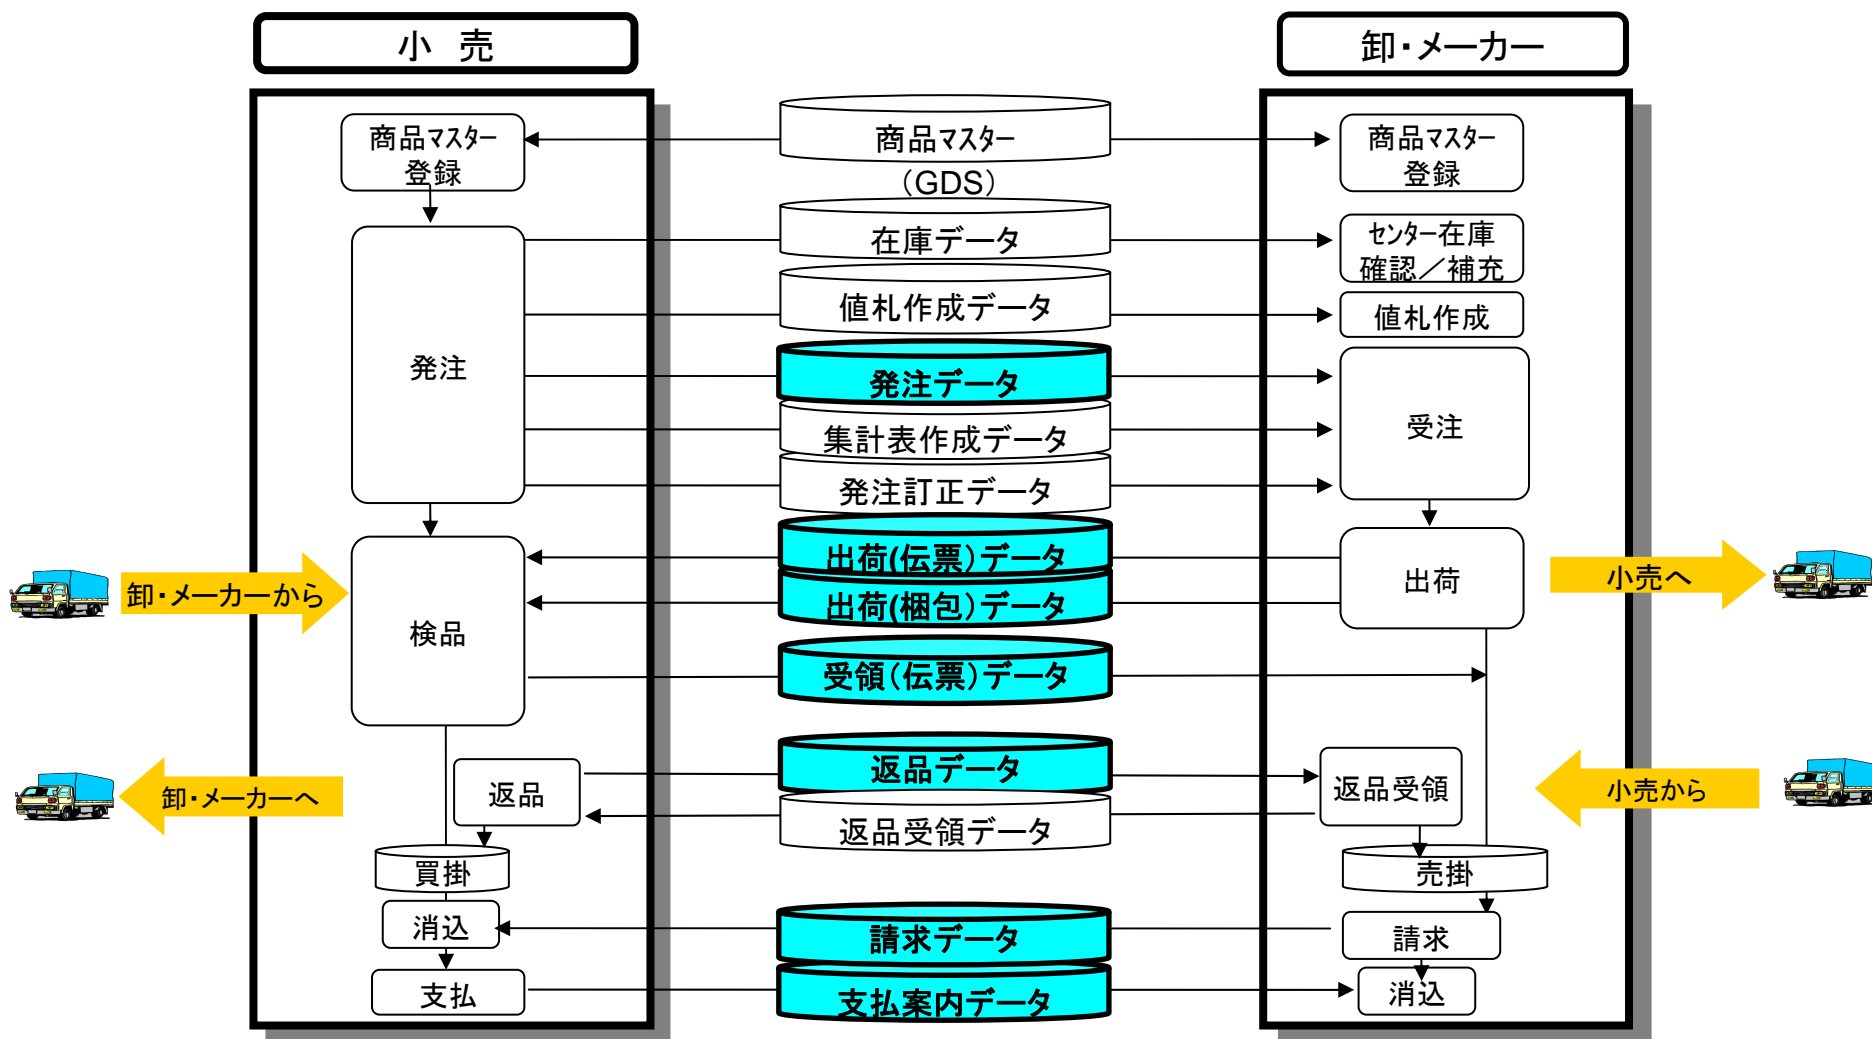 小　売
卸・メーカー
商品マスター
登録
商品マスター
（GDS）
商品マスター
登録
発注
在庫データ
センター在庫
確認／補充
値札作成データ
値札作成
発注データ
受注
集計表作成データ
発注訂正データ
卸・メーカーから
検品
出荷(伝票）データ
出荷
小売へ
出荷(梱包）データ
受領（伝票）データ
卸・メーカーへ
返品
返品データ
返品受領
小売から
返品受領データ
買掛
売掛
消込
請求データ
請求
支払
支払案内データ
消込